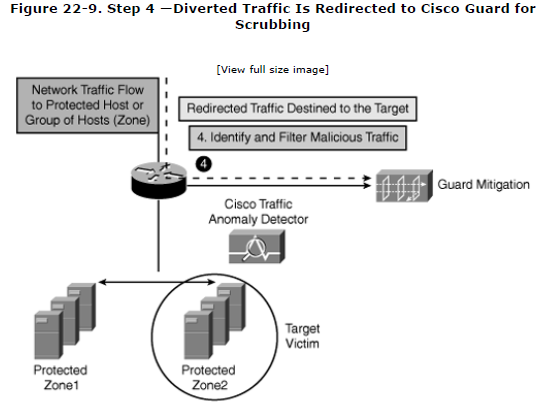 Figure 22-9. Step 4 —Diverted Traffic Is Redirected to Cisco Guard for
Scrubbing
[View full size image]
Network Traffic Flow
to Protected Host or
Group of Hosts (Zone)
Redirected Traffic Destined to the Target
4. Identify and Filter Malicious Traffic
4
Guard Mitigation
Cisco Traffic
Anomaly Detector
Target
Victim
Protected
Zone1
Protected
Zone2